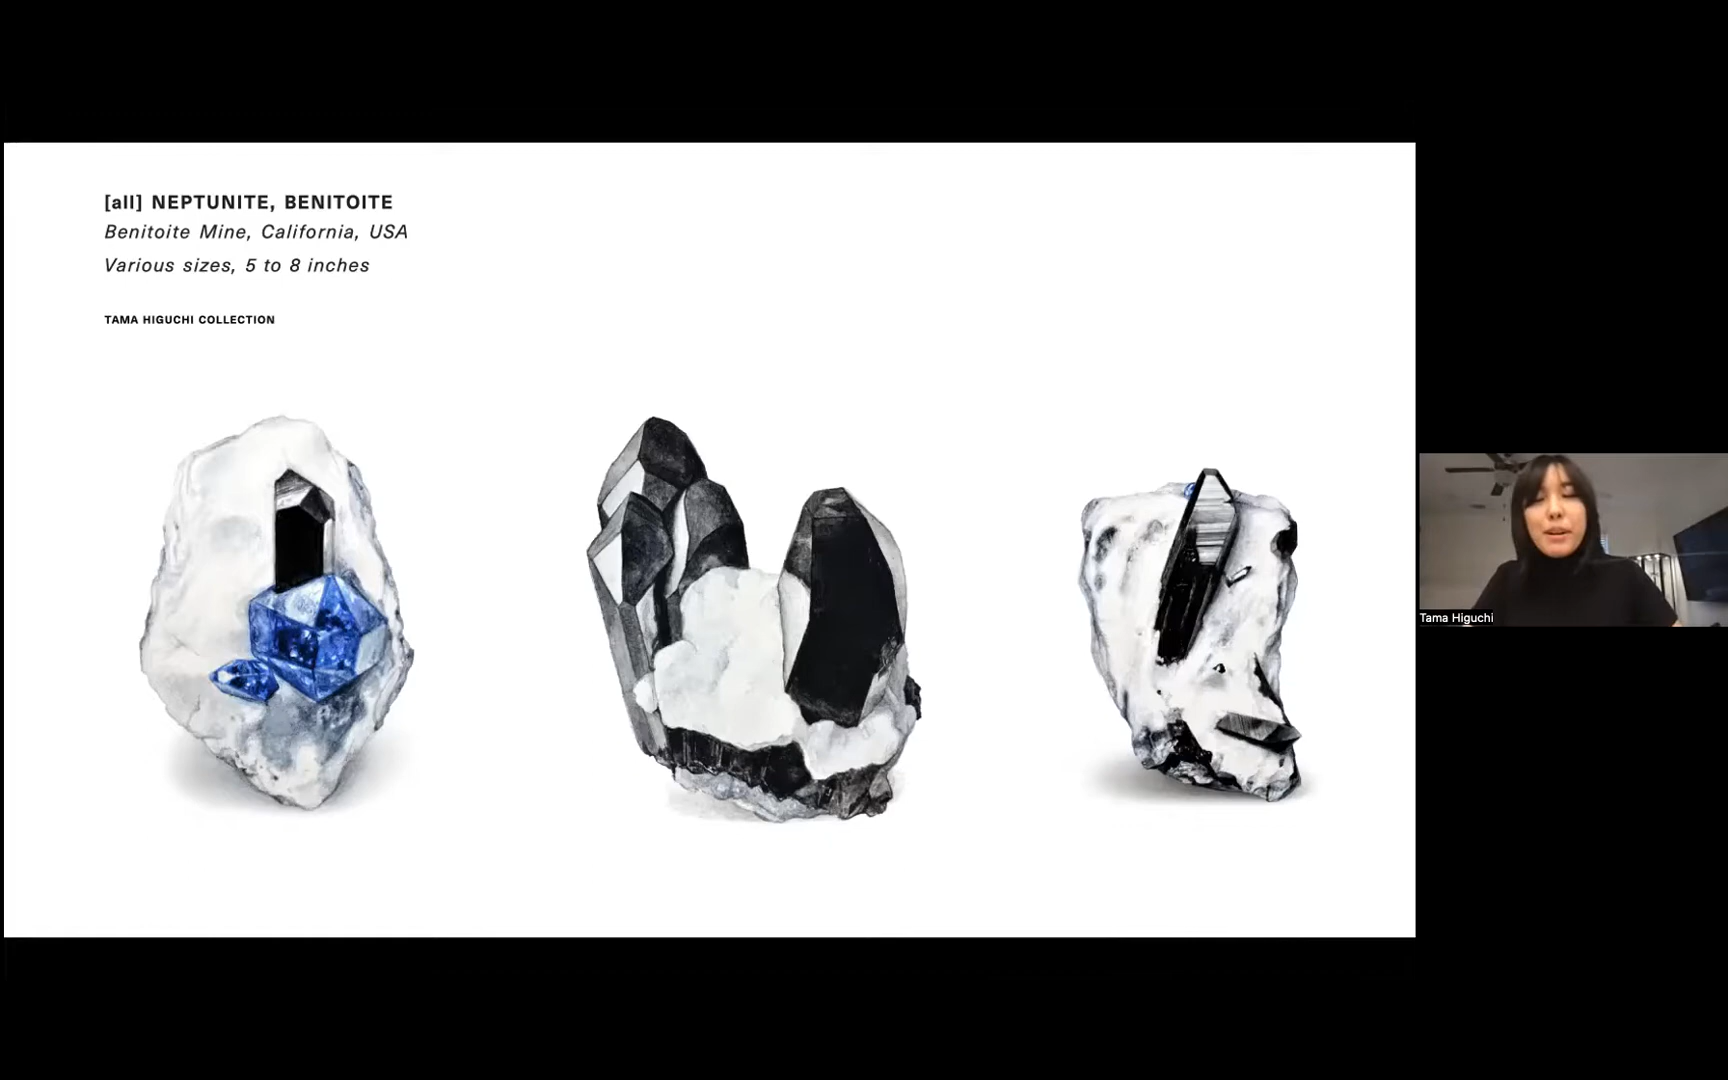 [all] NEPTUNITE, BENITOITE
Benitoite Mine, California, USA
Various sizes, 5 to 8 inches
TAMA HIGUCHI COLLECTION
Tama Higuchi